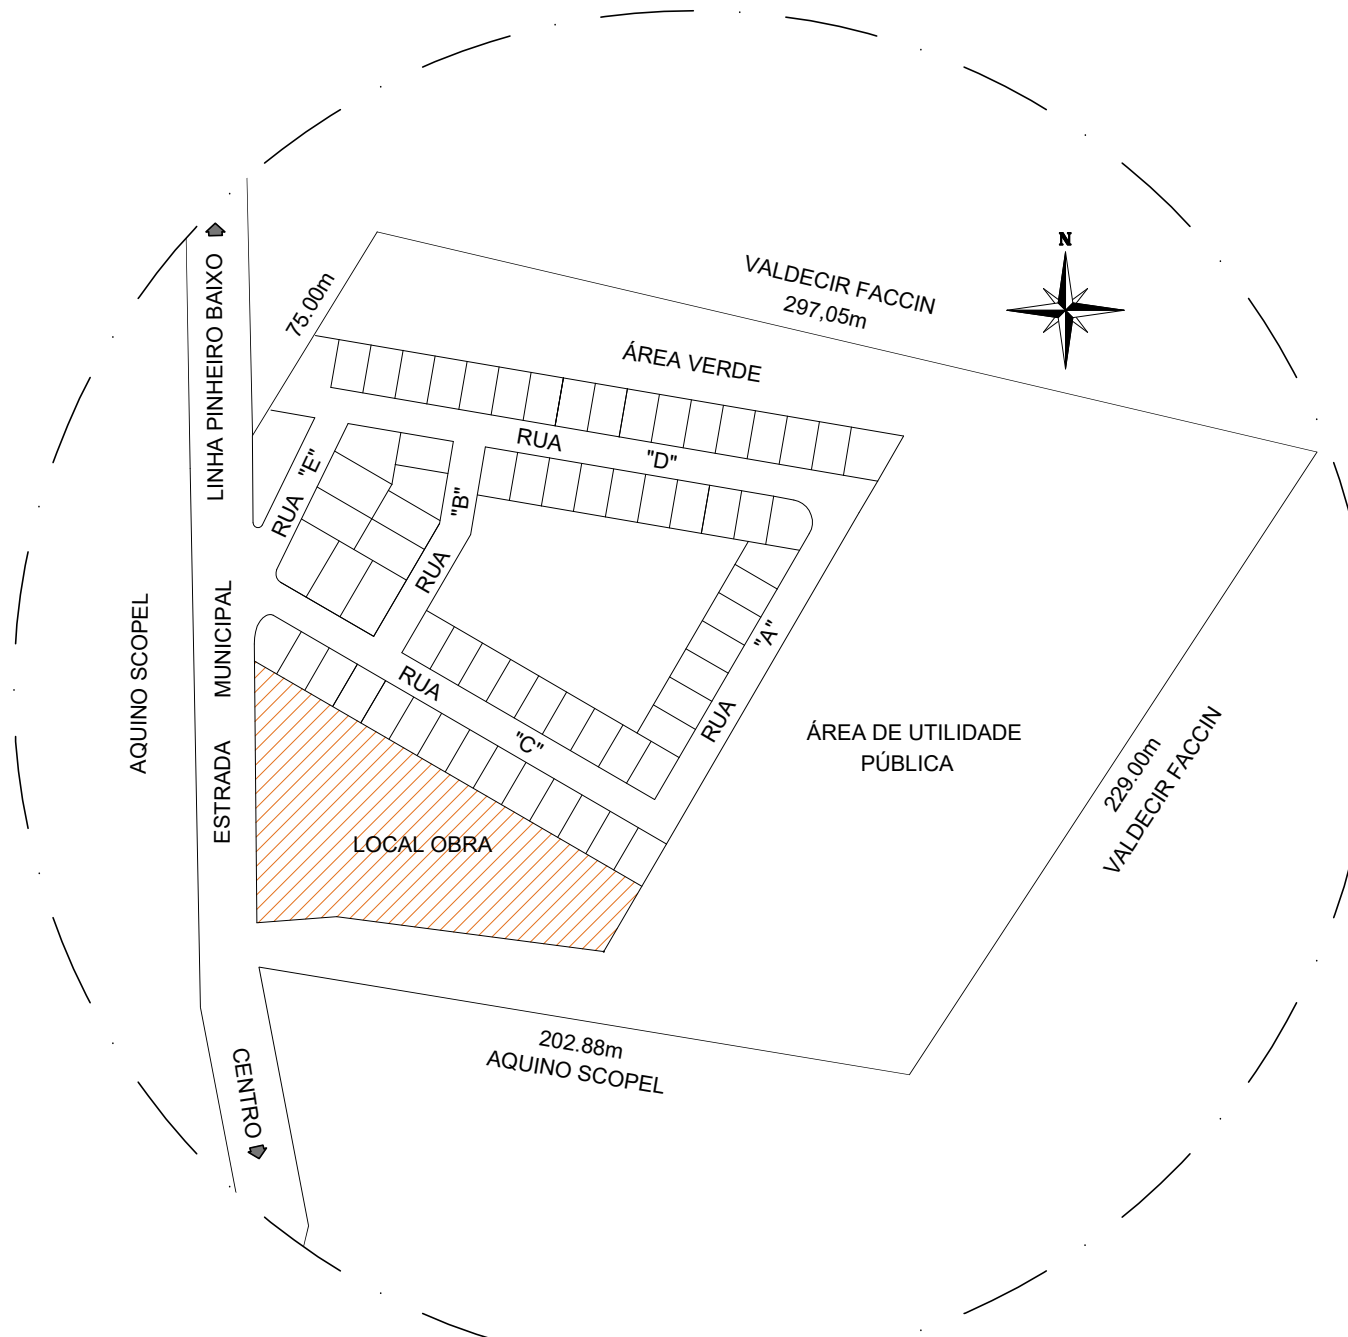 N
VALDECIR FACCIN
297,05m
75.00m
LINHA PINHEIRO BAIXO
ÁREA VERDE
RUA "D"
RUA "E"
RUA "B"
RUA "A"
RUA "C"
AQUINO SCOPEL
ESTRADA MUNICIPAL
ÁREA DE UTILIDADE
PÚBLICA
229.00m
VALDECIR FACCIN
LOCAL OBRA
202.88m
AQUINO SCOPEL
CENTRO